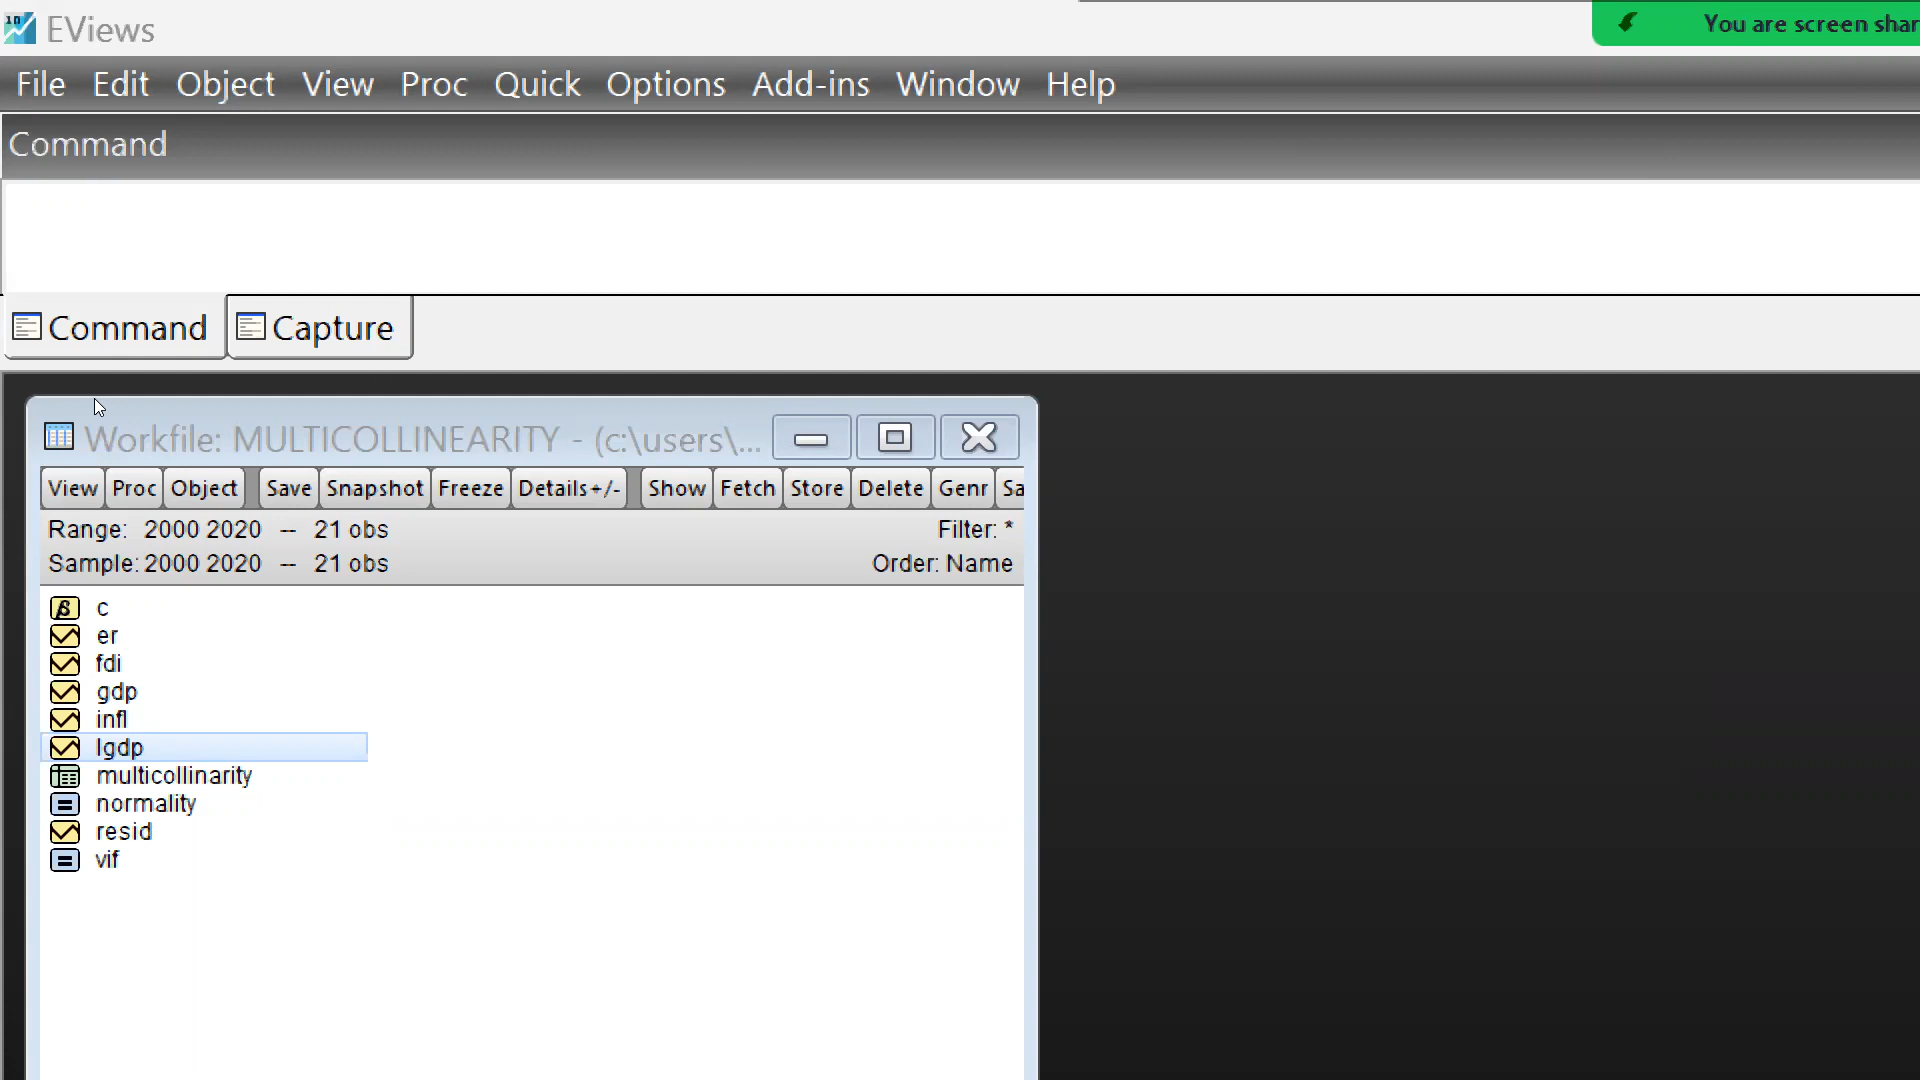 10 EViews
You are screen shar
File Edit Object View Proc Quick Options Add-ins Window Help
Command
Command Capture
Workfile: MULTICOLLINEARITY - (c:\users\...
View Proc Object Save Snapshot Freeze Details+/- Show Fetch Store Delete Genr Sa
Range: 2000 2020 -- 21 obs Filter: *
Sample: 2000 2020 -- 21 obs Order: Name
β c
er
fdi
gdp
infl
lgdp
multicollinarity
= normality
resid
= vif